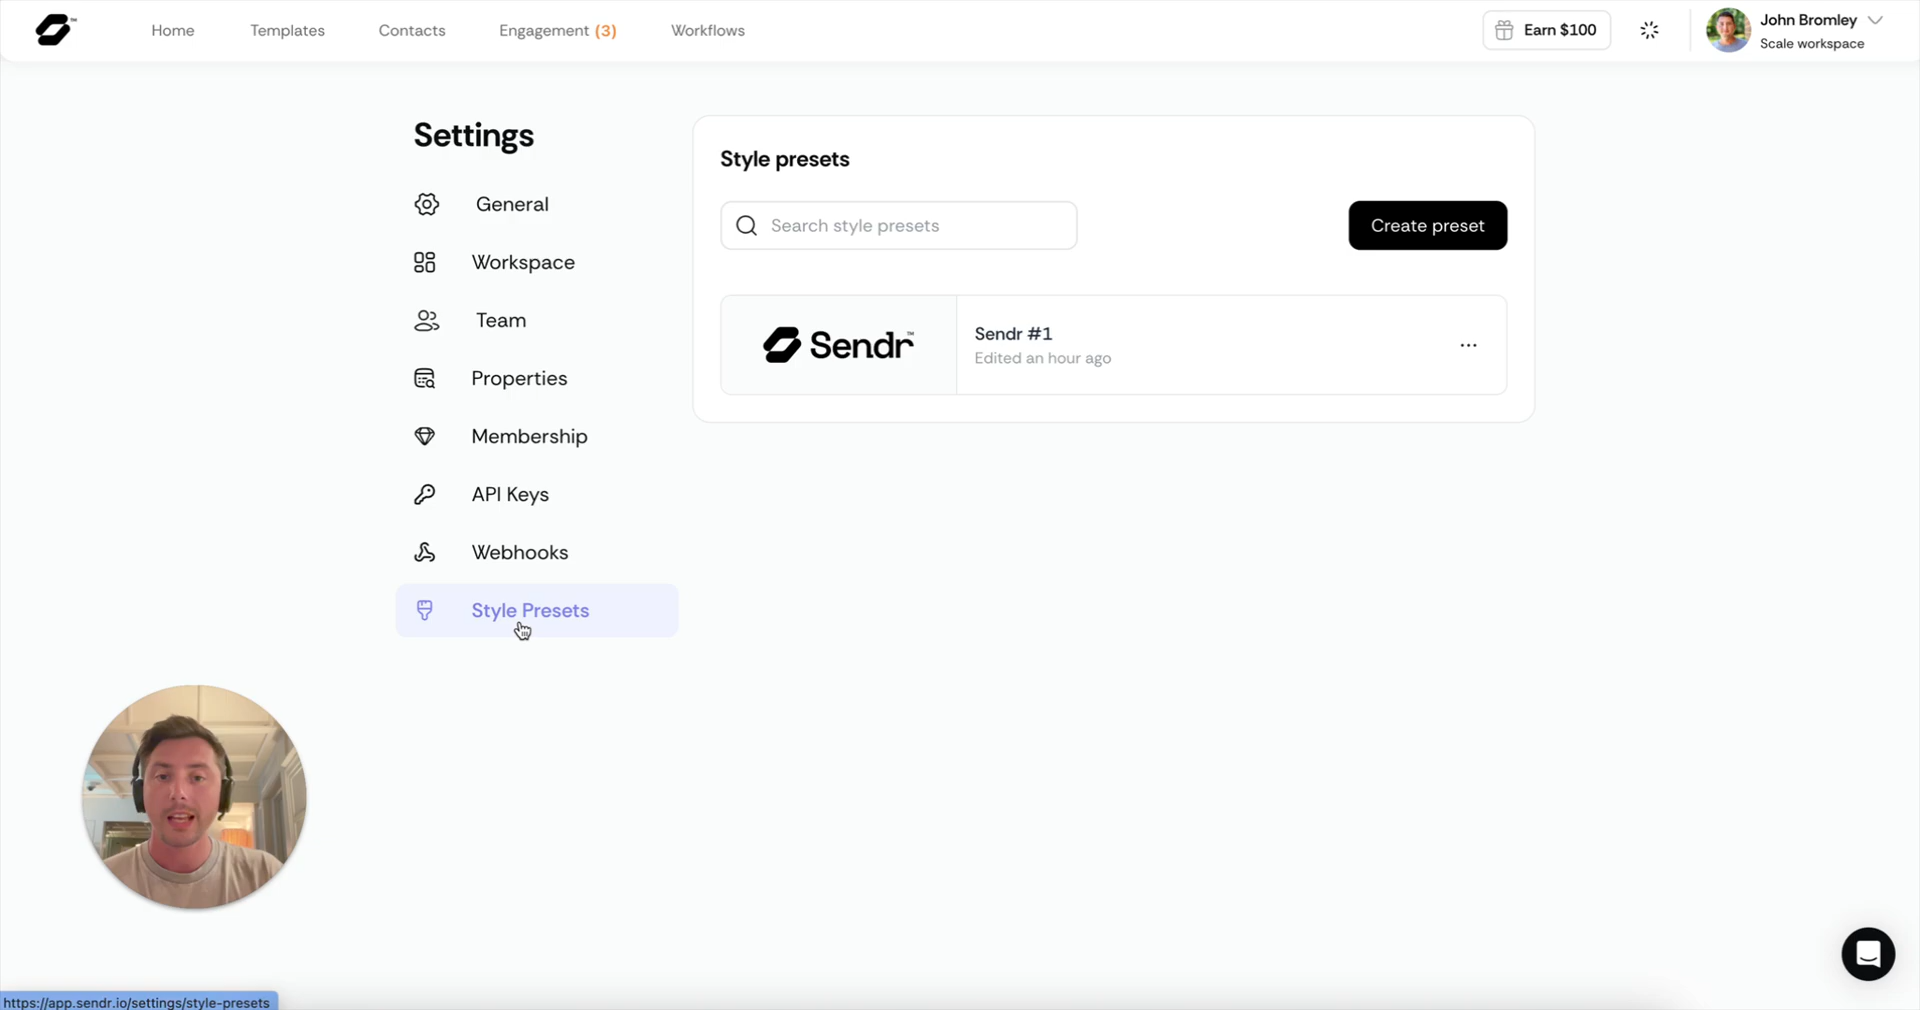 Home
Templates
Contacts
Engagement (3)
Workflows
Earn $100
John Bromley
Scale workspace
Settings
General
Workspace
Team
Properties
Membership
API Keys
Webhooks
Style Presets
Style presets
Search style presets
Create preset
Sendr™
Sendr #1
Edited an hour ago
https://app.sendr.io/settings/style-presets